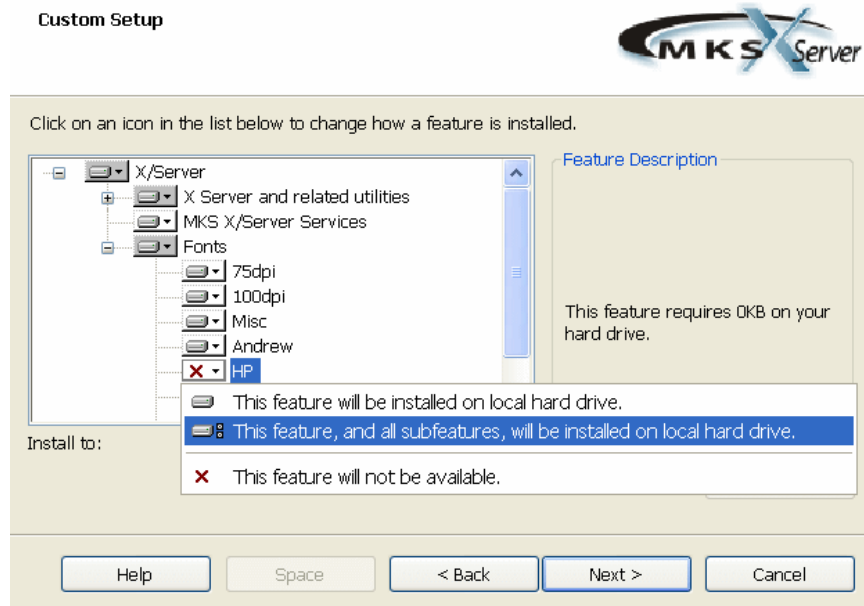 Custom Setup
MKS X Server
Click on an icon in the list below to change how a feature is installed.
X/Server
X Server and related utilities
MKS X/Server Services
Fonts
75dpi
100dpi
Misc
Andrew
HP
Feature Description
This feature requires 0KB on your
hard drive.
This feature will be installed on local hard drive.
This feature, and all subfeatures, will be installed on local hard drive.
This feature will not be available.
Install to:
Help
Space
< Back
Next >
Cancel